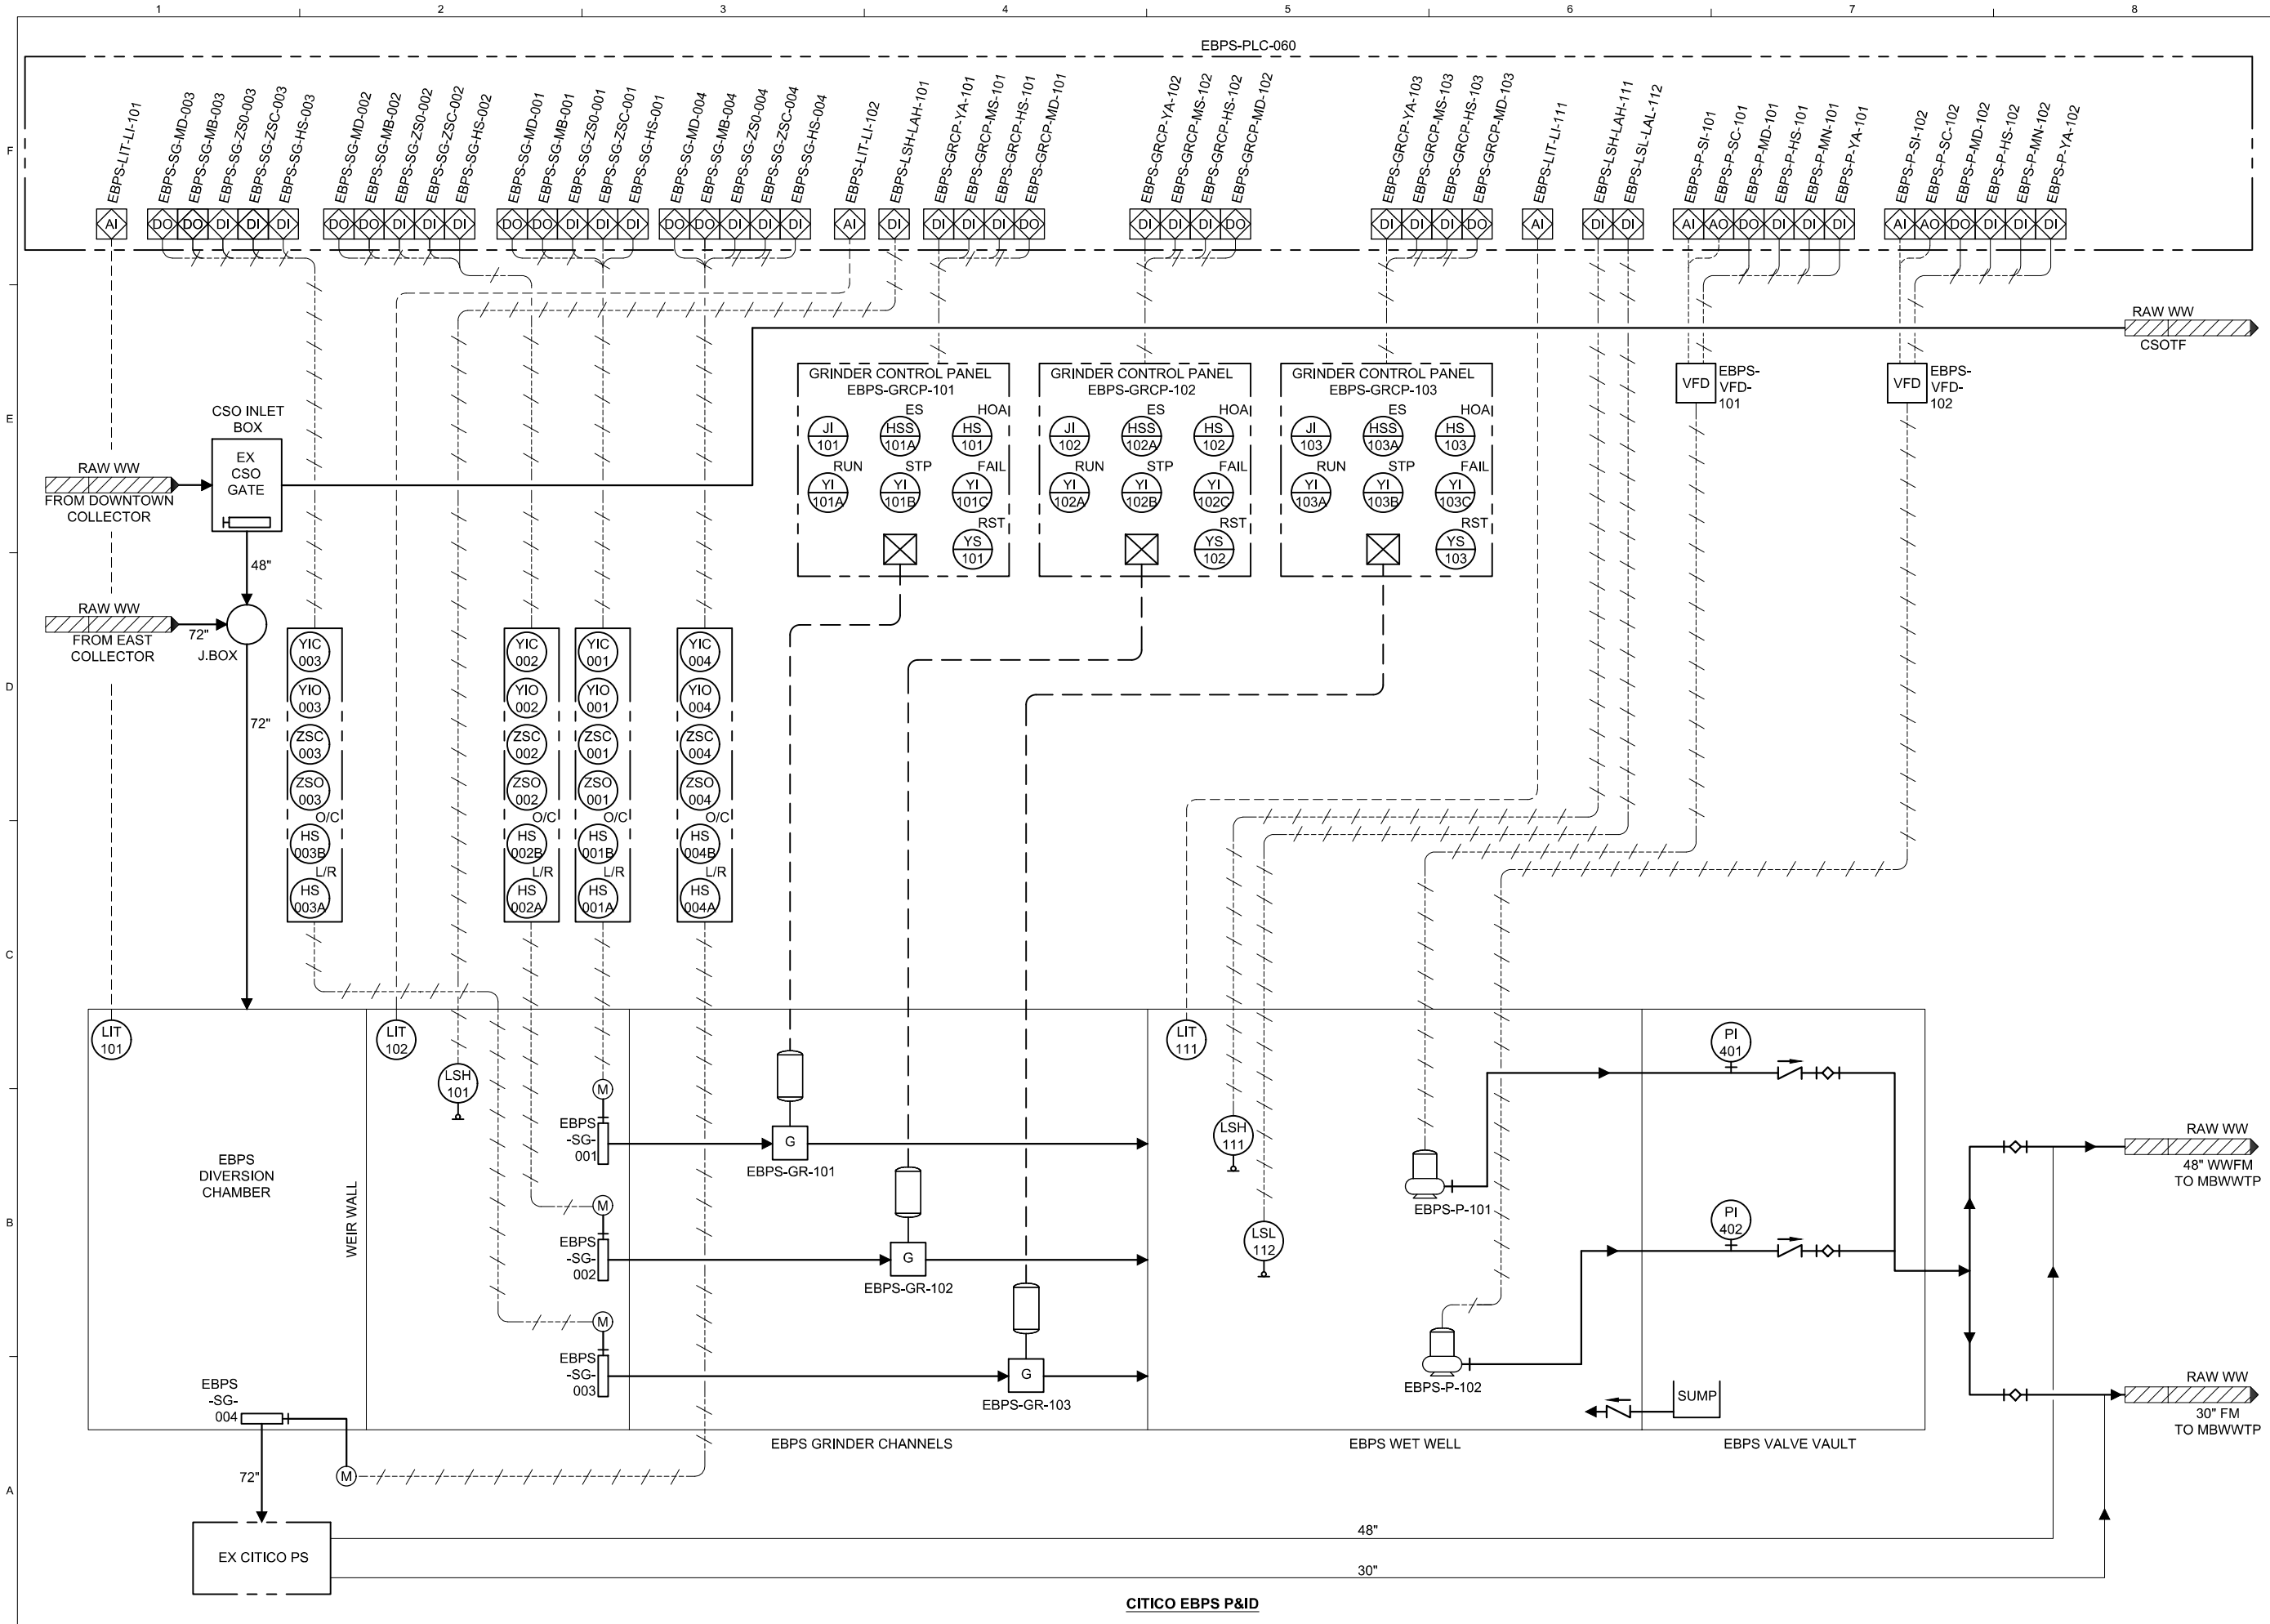 1 2 3 4 5 6 7 8
EBPS-PLC-060
F
EBPS-LIT-LI-101
EBPS-SG-MD-003
EBPS-SG-MB-003
EBPS-SG-ZS0-003
EBPS-SG-ZSC-003
EBPS-SG-HS-003
EBPS-SG-MD-002
EBPS-SG-MB-002
EBPS-SG-ZS0-002
EBPS-SG-ZSC-002
EBPS-SG-HS-002
EBPS-SG-MD-001
EBPS-SG-MB-001
EBPS-SG-ZS0-001
EBPS-SG-ZSC-001
EBPS-SG-HS-001
EBPS-SG-MD-004
EBPS-SG-MB-004
EBPS-SG-ZS0-004
EBPS-SG-ZSC-004
EBPS-SG-HS-004
EBPS-LIT-LI-102
EBPS-LSH-LAH-101
EBPS-GRCP-YA-101
EBPS-GRCP-MS-101
EBPS-GRCP-HS-101
EBPS-GRCP-MD-101
EBPS-GRCP-YA-102
EBPS-GRCP-MS-102
EBPS-GRCP-HS-102
EBPS-GRCP-MD-102
EBPS-GRCP-YA-103
EBPS-GRCP-MS-103
EBPS-GRCP-HS-103
EBPS-GRCP-MD-103
EBPS-LIT-LI-111
EBPS-LSH-LAH-111
EBPS-LSL-LAL-112
EBPS-P-SI-101
EBPS-P-SC-101
EBPS-P-MD-101
EBPS-P-HS-101
EBPS-P-MN-101
EBPS-P-YA-101
EBPS-P-SI-102
EBPS-P-SC-102
EBPS-P-MD-102
EBPS-P-HS-102
EBPS-P-MN-102
EBPS-P-YA-102
AI DO DO DI DI DI DO DO DI DI DI DO DO DI DI DI DO DO DI DI DI AI DI DI DI DI DO DI DI DI DO DI DI DI DO AI DI DI AI AO DO DI DI DI AI AO DO DI DI DI
RAW WW
CSOTF
E
CSO INLET
BOX
EX
CSO
GATE
RAW WW
FROM DOWNTOWN
COLLECTOR
48"
RAW WW
FROM EAST
COLLECTOR
72"
J.BOX
72"
GRINDER CONTROL PANEL
EBPS-GRCP-101
ES HOA
JI
101
HSS
101A
HS
101
RUN STP FAIL
YI
101A
YI
101B
YI
101C
RST
YS
101
GRINDER CONTROL PANEL
EBPS-GRCP-102
ES HOA
JI
102
HSS
102A
HS
102
RUN STP FAIL
YI
102A
YI
102B
YI
102C
RST
YS
102
GRINDER CONTROL PANEL
EBPS-GRCP-103
ES HOA
JI
103
HSS
103A
HS
103
RUN STP FAIL
YI
103A
YI
103B
YI
103C
RST
YS
103
VFD
EBPS-
VFD-
101
VFD
EBPS-
VFD-
102
D
YIC
003
YIO
003
ZSC
003
ZSO
003
O/C
HS
003B
L/R
HS
003A
YIC
002
YIO
002
ZSC
002
ZSO
002
O/C
HS
002B
L/R
HS
002A
YIC
001
YIO
001
ZSC
001
ZSO
001
O/C
HS
001B
L/R
HS
001A
YIC
004
YIO
004
ZSC
004
ZSO
004
O/C
HS
004B
L/R
HS
004A
C
LIT
101
LIT
102
LSH
101
LIT
111
LSH
111
LSL
112
PI
401
PI
402
B
EBPS
DIVERSION
CHAMBER
WEIR WALL
M
EBPS
-SG-
001
M
EBPS
-SG-
002
M
EBPS
-SG-
003
G
EBPS-GR-101
G
EBPS-GR-102
G
EBPS-GR-103
EBPS-P-101
EBPS-P-102
SUMP
RAW WW
48" WWFM
TO MBWWTP
RAW WW
30" FM
TO MBWWTP
EBPS
-SG-
004
EBPS GRINDER CHANNELS
EBPS WET WELL
EBPS VALVE VAULT
72"
M
A
EX CITICO PS
48"
30"
CITICO EBPS P&ID